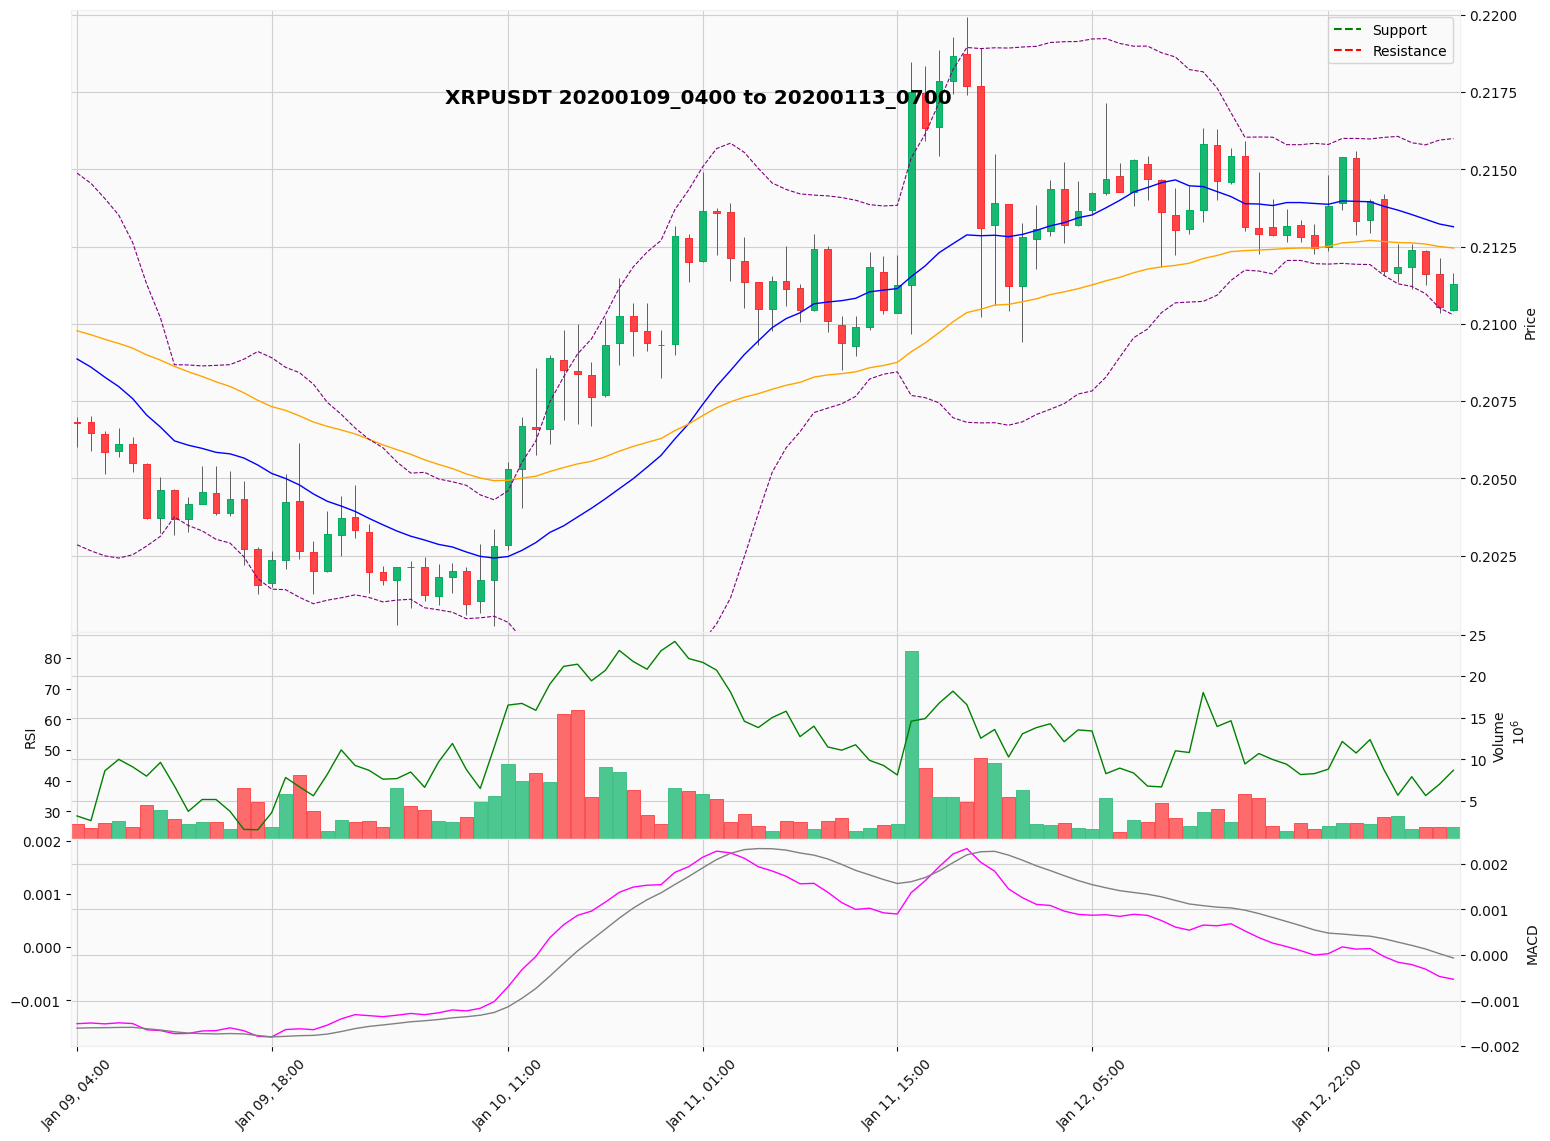 XRPUSDT 20200109_0400 to 20200113_0700
Support
Resistance
0.2200
0.2175
0.2150
0.2125
0.2100
0.2075
0.2050
0.2025
Price
80
70
60
50
40
30
RSI
25
20
15
10
5
Volume
10^6
0.002
0.001
0.000
−0.001
0.002
0.001
0.000
−0.001
−0.002
MACD
Jan 09, 04:00
Jan 09, 18:00
Jan 10, 11:00
Jan 11, 01:00
Jan 11, 15:00
Jan 12, 05:00
Jan 12, 22:00